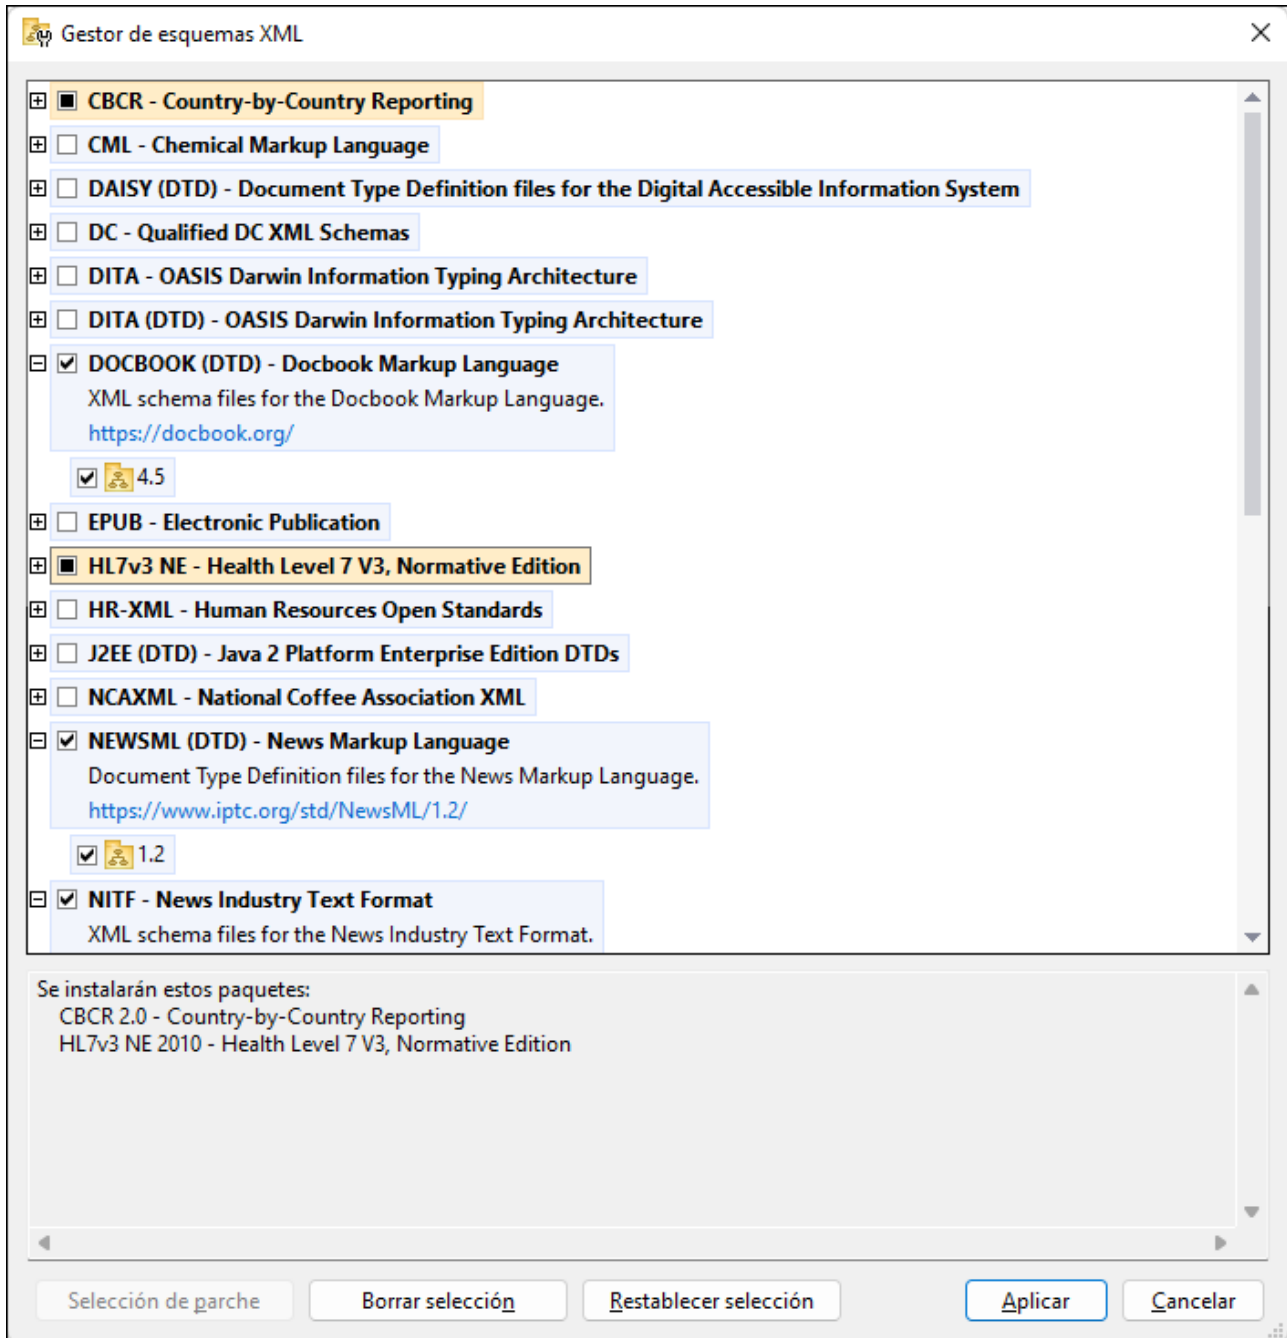 Gestor de esquemas XML
CBCR - Country-by-Country Reporting
CML - Chemical Markup Language
DAISY (DTD) - Document Type Definition files for the Digital Accessible Information System
DC - Qualified DC XML Schemas
DITA - OASIS Darwin Information Typing Architecture
DITA (DTD) - OASIS Darwin Information Typing Architecture
DOCBOOK (DTD) - Docbook Markup Language
XML schema files for the Docbook Markup Language.
https://docbook.org/
4.5
EPUB - Electronic Publication
HL7v3 NE - Health Level 7 V3, Normative Edition
HR-XML - Human Resources Open Standards
J2EE (DTD) - Java 2 Platform Enterprise Edition DTDs
NCAXML - National Coffee Association XML
NEWSML (DTD) - News Markup Language
Document Type Definition files for the News Markup Language.
https://www.iptc.org/std/NewsML/1.2/
1.2
NITF - News Industry Text Format
XML schema files for the News Industry Text Format.
Se instalarán estos paquetes:
CBCR 2.0 - Country-by-Country Reporting
HL7v3 NE 2010 - Health Level 7 V3, Normative Edition
Selección de parche Borrar selección Restablecer selección Aplicar Cancelar